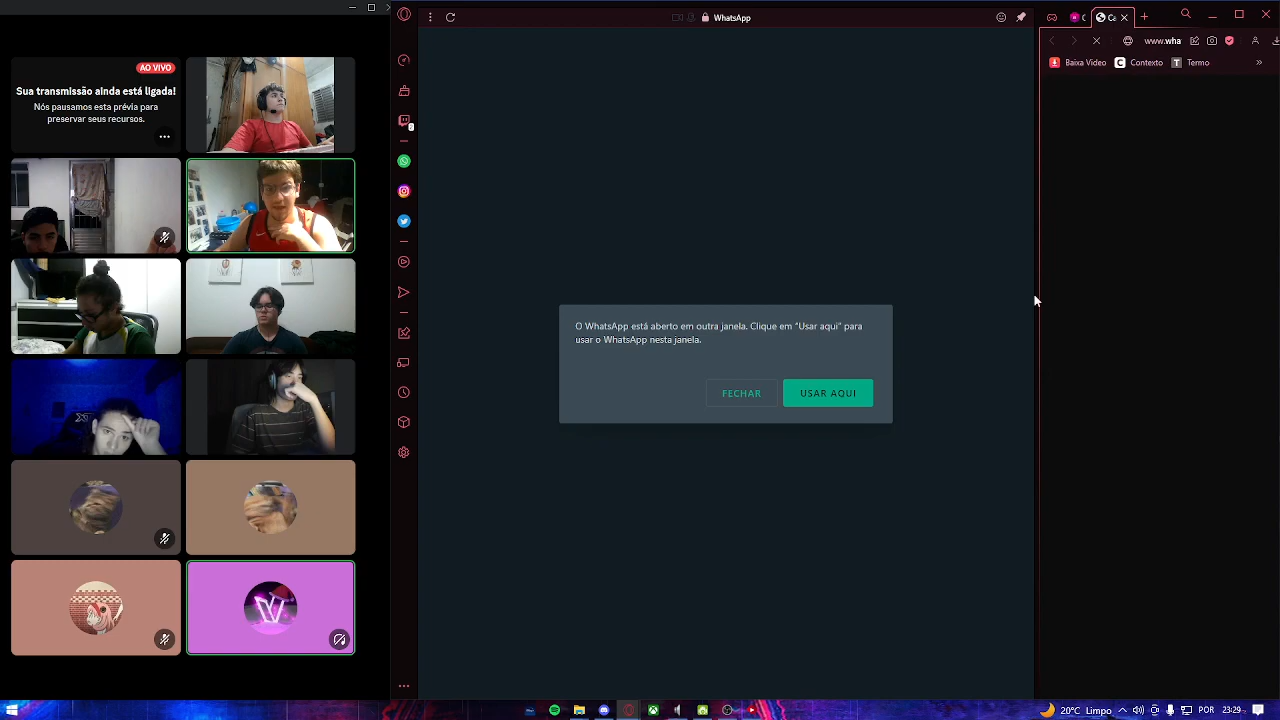 AO VIVO
Sua transmissão ainda está ligada!
Nós pausamos esta prévia para
preservar seus recursos.
WhatsApp
www.wha
Baixa Video
Contexto
Termo
O WhatsApp está aberto em outra janela. Clique em “Usar aqui” para
usar o WhatsApp nesta janela.
FECHAR
USAR AQUI
20°C Limpo
POR
23:29